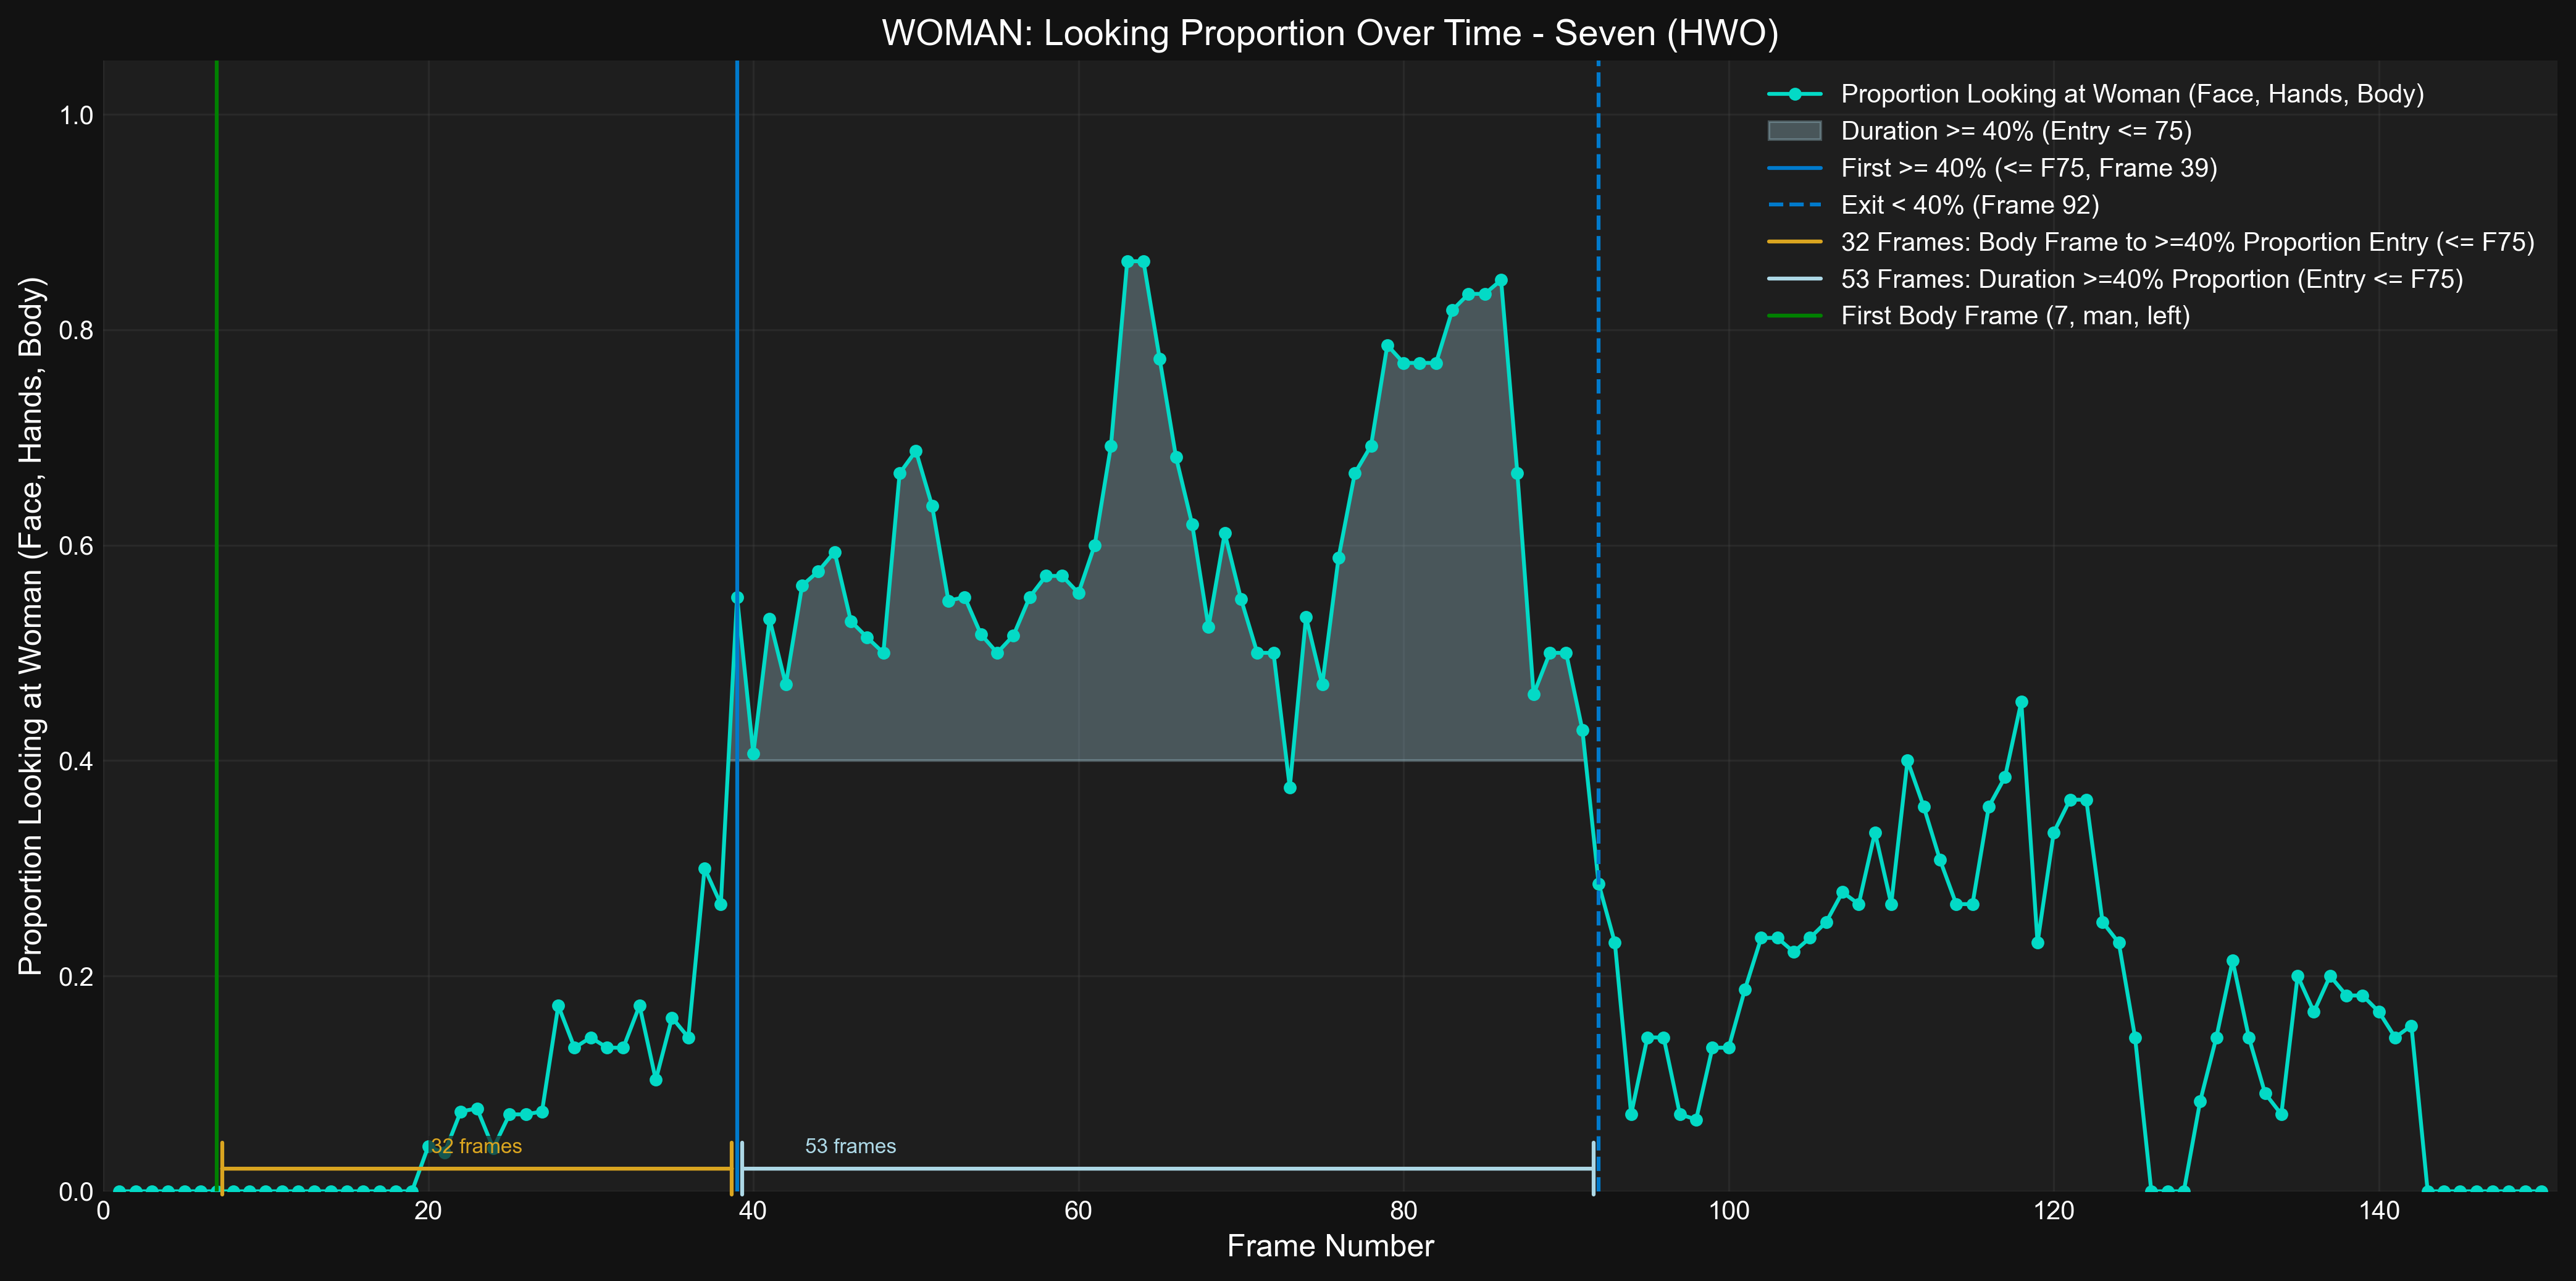 WOMAN: Looking Proportion Over Time - Seven (HWO)
Proportion Looking at Woman (Face, Hands, Body)
Duration >= 40% (Entry <= 75)
First >= 40% (<= F75, Frame 39)
Exit < 40% (Frame 92)
32 Frames: Body Frame to >=40% Proportion Entry (<= F75)
53 Frames: Duration >=40% Proportion (Entry <= F75)
First Body Frame (7, man, left)
Proportion Looking at Woman (Face, Hands, Body)
1.0
0.8
0.6
0.4
0.2
0.0
32 frames
53 frames
0 20 40 60 80 100 120 140
Frame Number